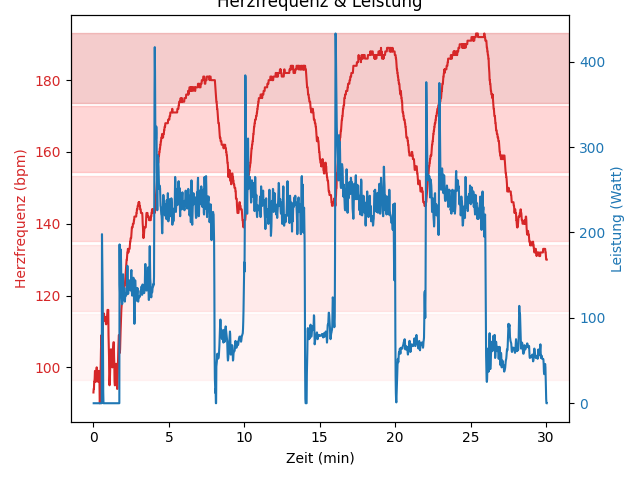 Herzfrequenz & Leistung
180
160
140
120
100
Herzfrequenz (bpm)
400
300
200
100
0
Leistung (Watt)
0 5 10 15 20 25 30
Zeit (min)